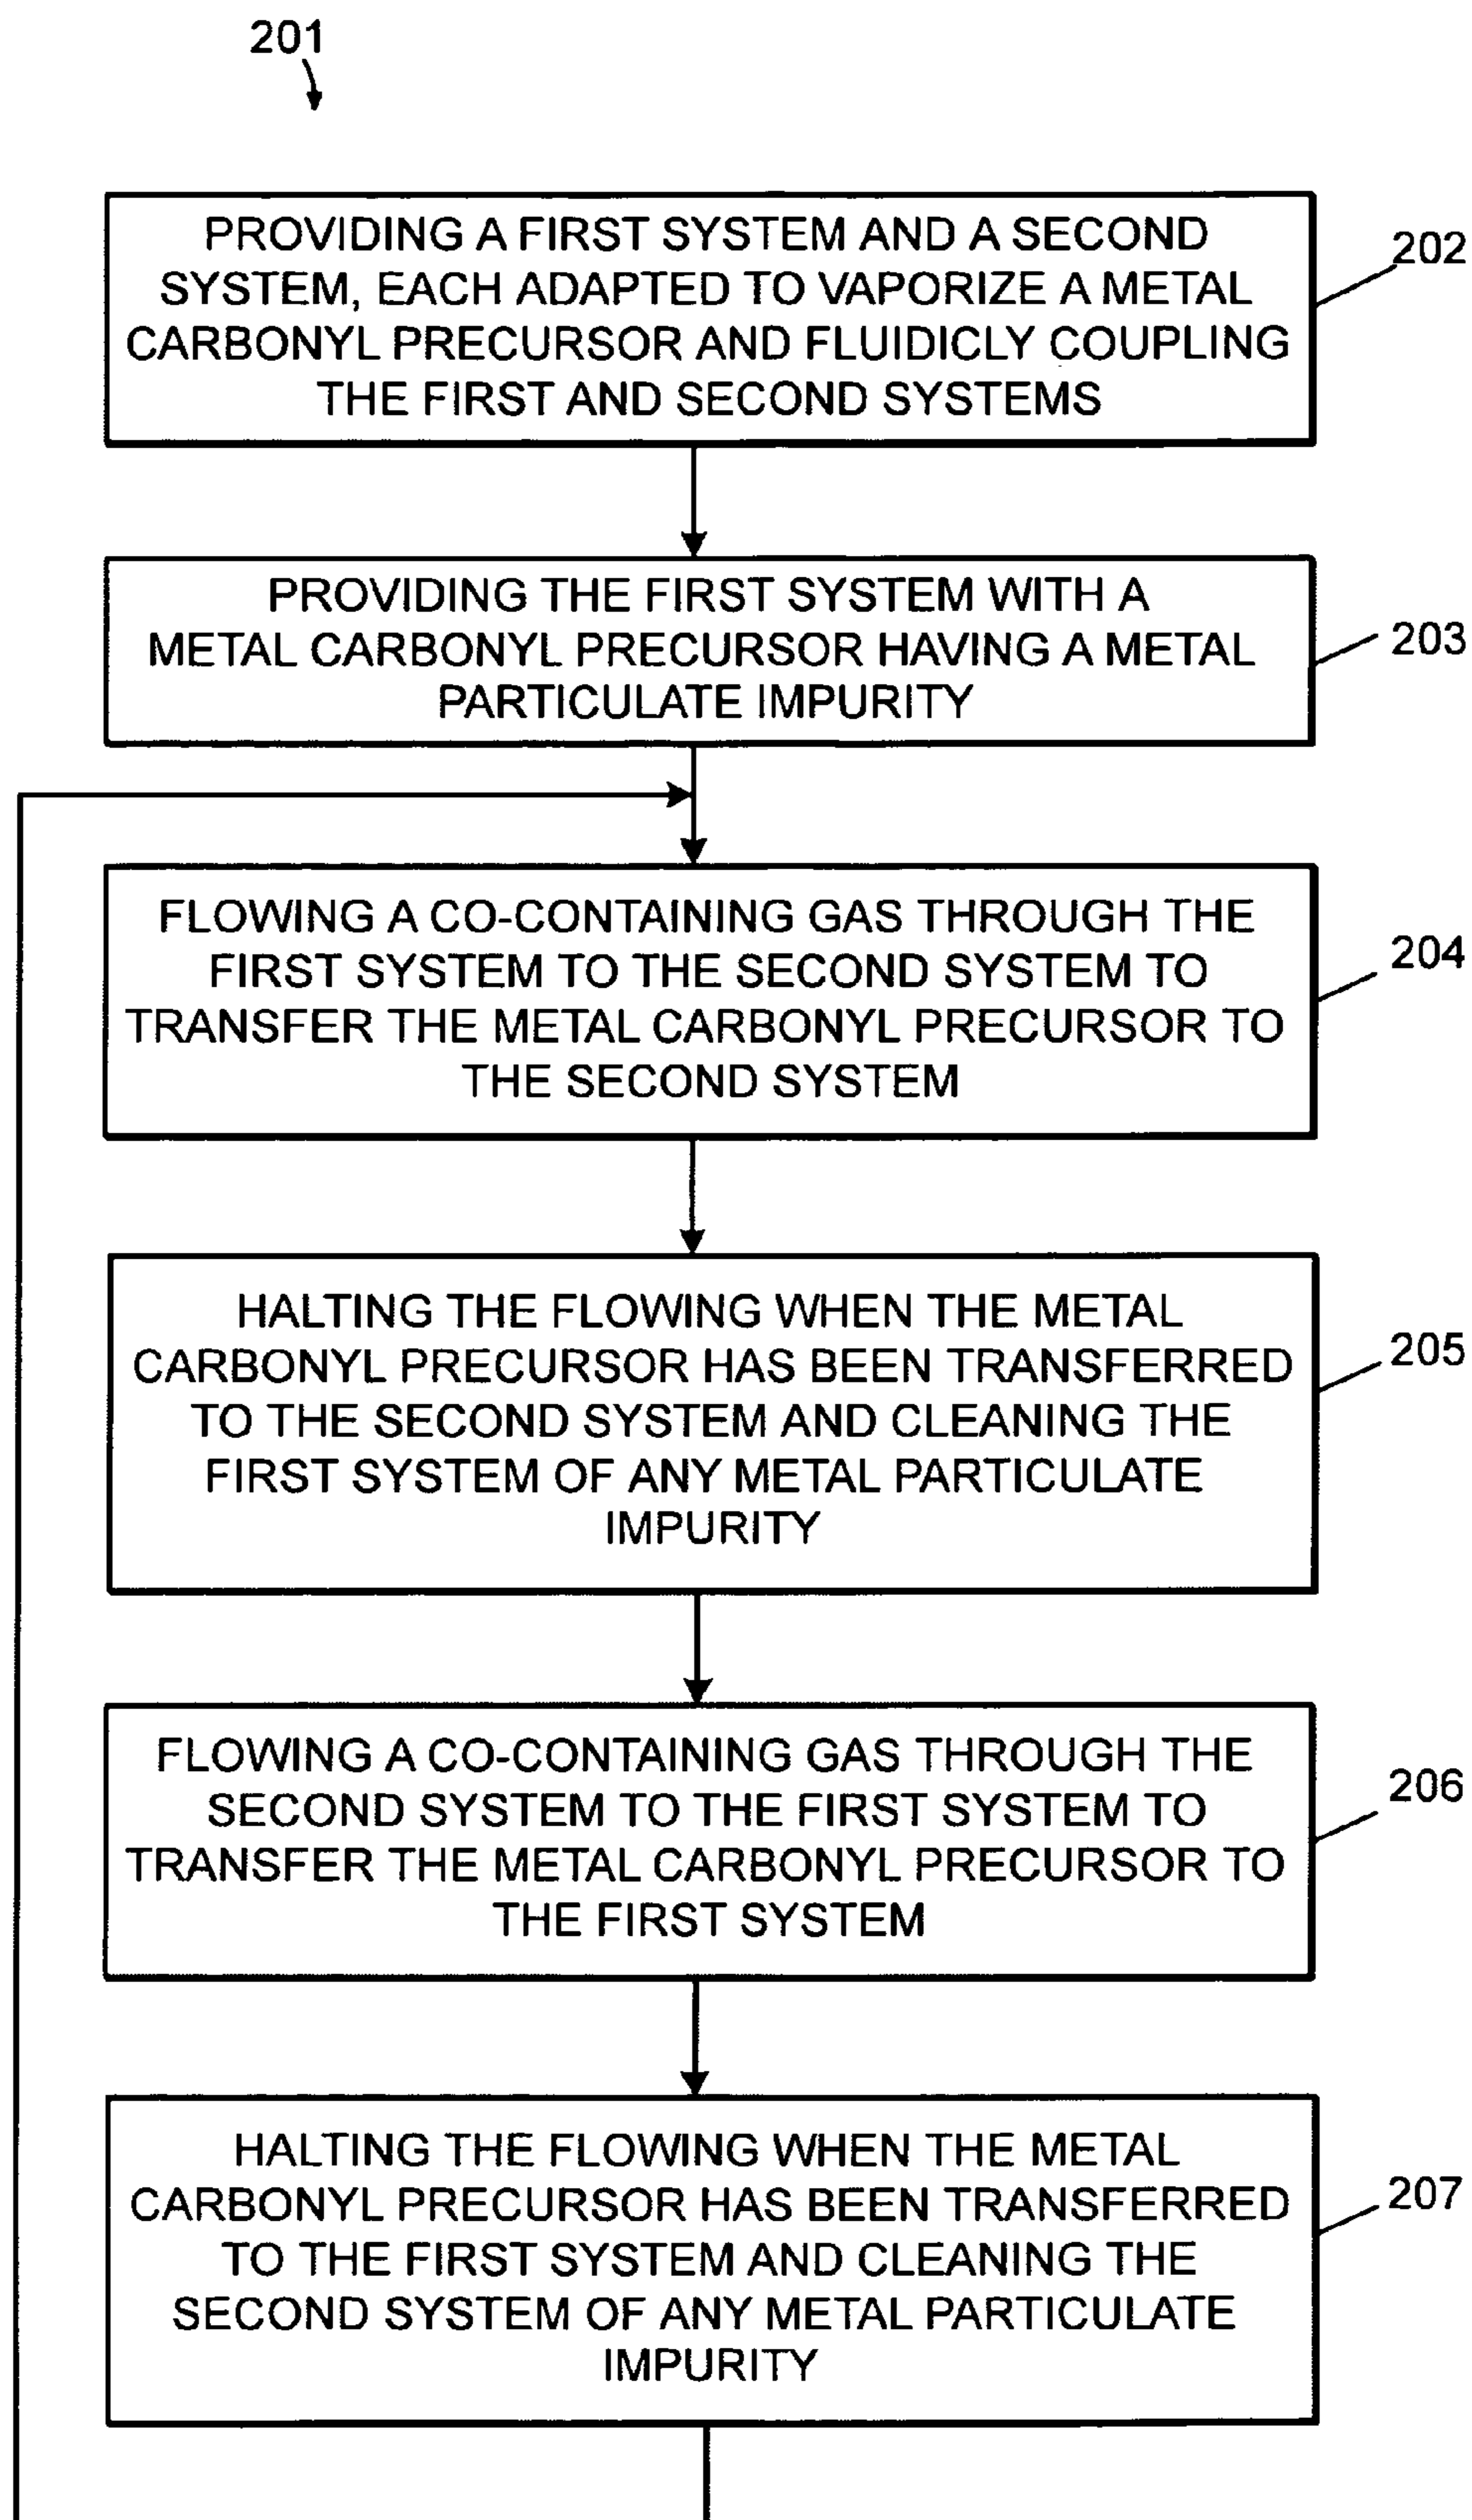 201
PROVIDING A FIRST SYSTEM AND A SECOND
SYSTEM, EACH ADAPTED TO VAPORIZE A METAL
CARBONYL PRECURSOR AND FLUIDICLY COUPLING
THE FIRST AND SECOND SYSTEMS
202
PROVIDING THE FIRST SYSTEM WITH A
METAL CARBONYL PRECURSOR HAVING A METAL
PARTICULATE IMPURITY
203
FLOWING A CO-CONTAINING GAS THROUGH THE
FIRST SYSTEM TO THE SECOND SYSTEM TO
TRANSFER THE METAL CARBONYL PRECURSOR TO
THE SECOND SYSTEM
204
HALTING THE FLOWING WHEN THE METAL
CARBONYL PRECURSOR HAS BEEN TRANSFERRED
TO THE SECOND SYSTEM AND CLEANING THE
FIRST SYSTEM OF ANY METAL PARTICULATE
IMPURITY
205
FLOWING A CO-CONTAINING GAS THROUGH THE
SECOND SYSTEM TO THE FIRST SYSTEM TO
TRANSFER THE METAL CARBONYL PRECURSOR TO
THE FIRST SYSTEM
206
HALTING THE FLOWING WHEN THE METAL
CARBONYL PRECURSOR HAS BEEN TRANSFERRED
TO THE FIRST SYSTEM AND CLEANING THE
SECOND SYSTEM OF ANY METAL PARTICULATE
IMPURITY
207